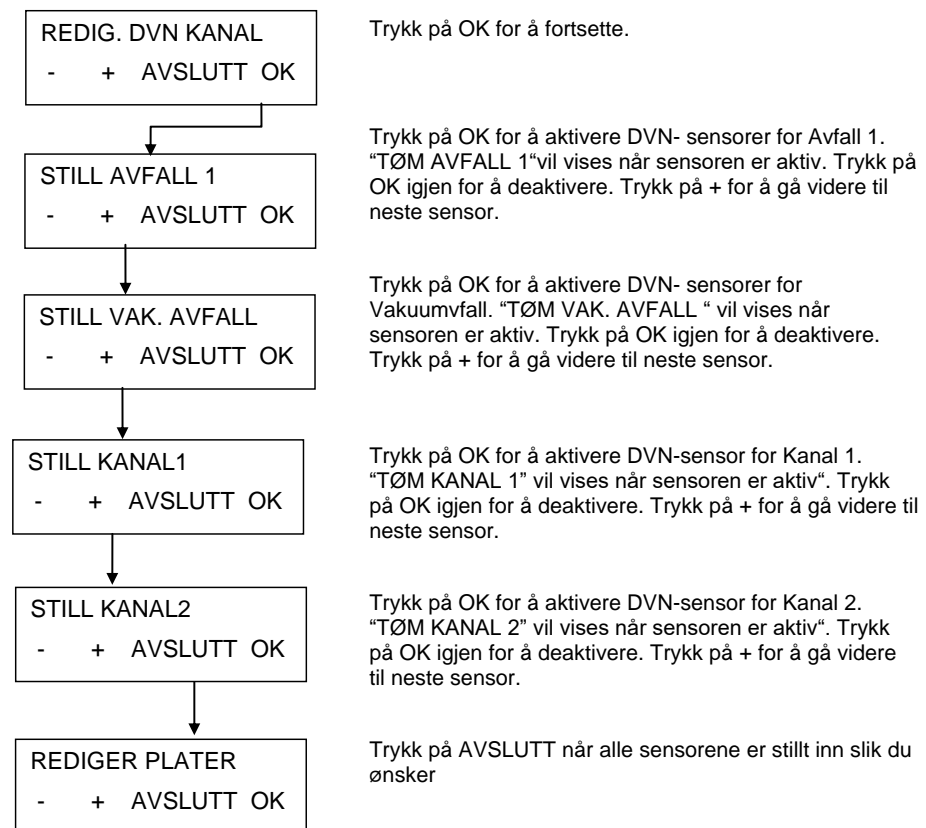 REDIG. DVN KANAL
- + AVSLUTT OK
Trykk på OK for å fortsette.
STILL AVFALL 1
- + AVSLUTT OK
Trykk på OK for å aktivere DVN- sensorer for Avfall 1.
“TØM AVFALL 1“vil vises når sensoren er aktiv. Trykk på
OK igjen for å deaktivere. Trykk på + for å gå videre til
neste sensor.
STILL VAK. AVFALL
- + AVSLUTT OK
Trykk på OK for å aktivere DVN- sensorer for
Vakuumvfall. “TØM VAK. AVFALL “ vil vises når
sensoren er aktiv. Trykk på OK igjen for å deaktivere.
Trykk på + for å gå videre til neste sensor.
STILL KANAL1
- + AVSLUTT OK
Trykk på OK for å aktivere DVN-sensor for Kanal 1.
“TØM KANAL 1” vil vises når sensoren er aktiv“. Trykk
på OK igjen for å deaktivere. Trykk på + for å gå videre til
neste sensor.
STILL KANAL2
- + AVSLUTT OK
Trykk på OK for å aktivere DVN-sensor for Kanal 2.
“TØM KANAL 2” vil vises når sensoren er aktiv“. Trykk
på OK igjen for å deaktivere. Trykk på + for å gå videre
til neste sensor.
REDIGER PLATER
- + AVSLUTT OK
Trykk på AVSLUTT når alle sensorene er stillt inn slik du
ønsker